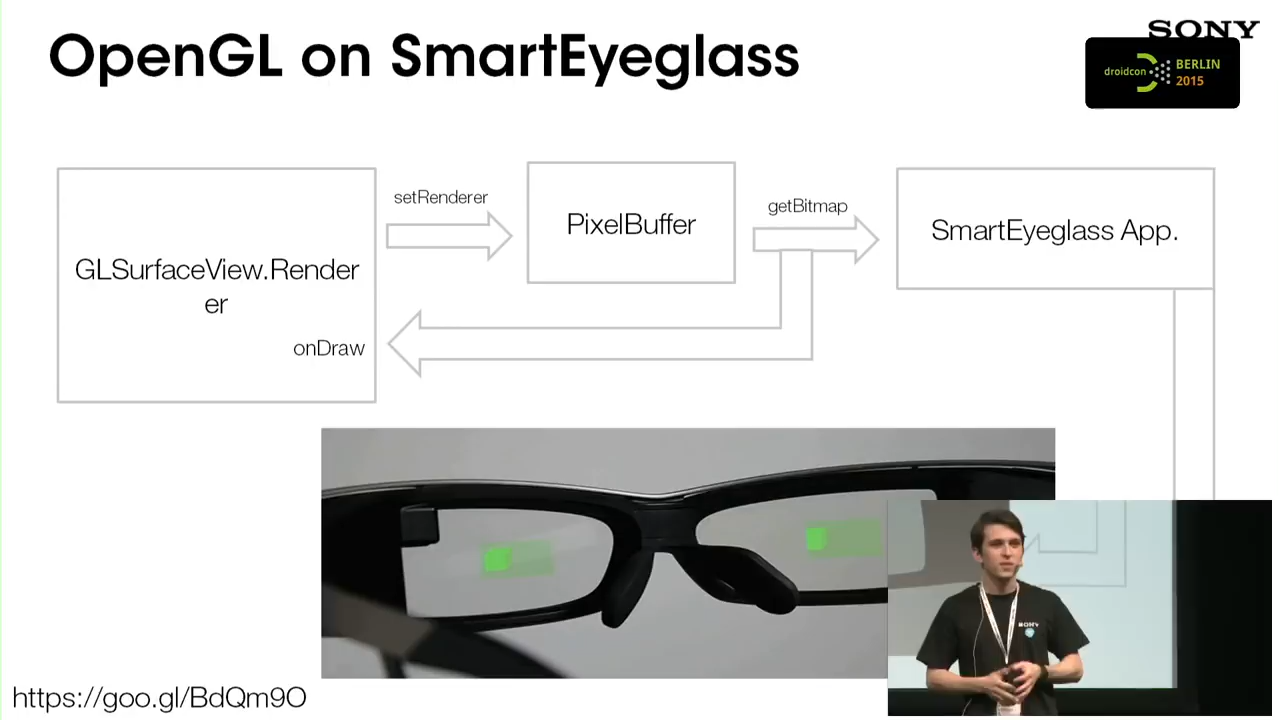 OpenGL on SmartEyeglass
SONY
droidcon
BERLIN
2015
GLSurfaceView.Render
er
onDraw
setRenderer
PixelBuffer
getBitmap
SmartEyeglass App.
SONY
https://goo.gl/BdQm9O